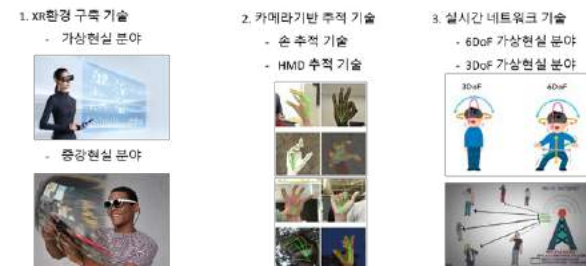 1. XR환경 구축 기술
- 가상현실 분야
- 증강현실 분야
2. 카메라기반 추적 기술
- 손 추적 기술
- HMD 추적 기술
3. 실시간 네트워크 기술
- 6DoF 가상현실 분야
- 3DoF 가상현실 분야
3DoF
6DoF